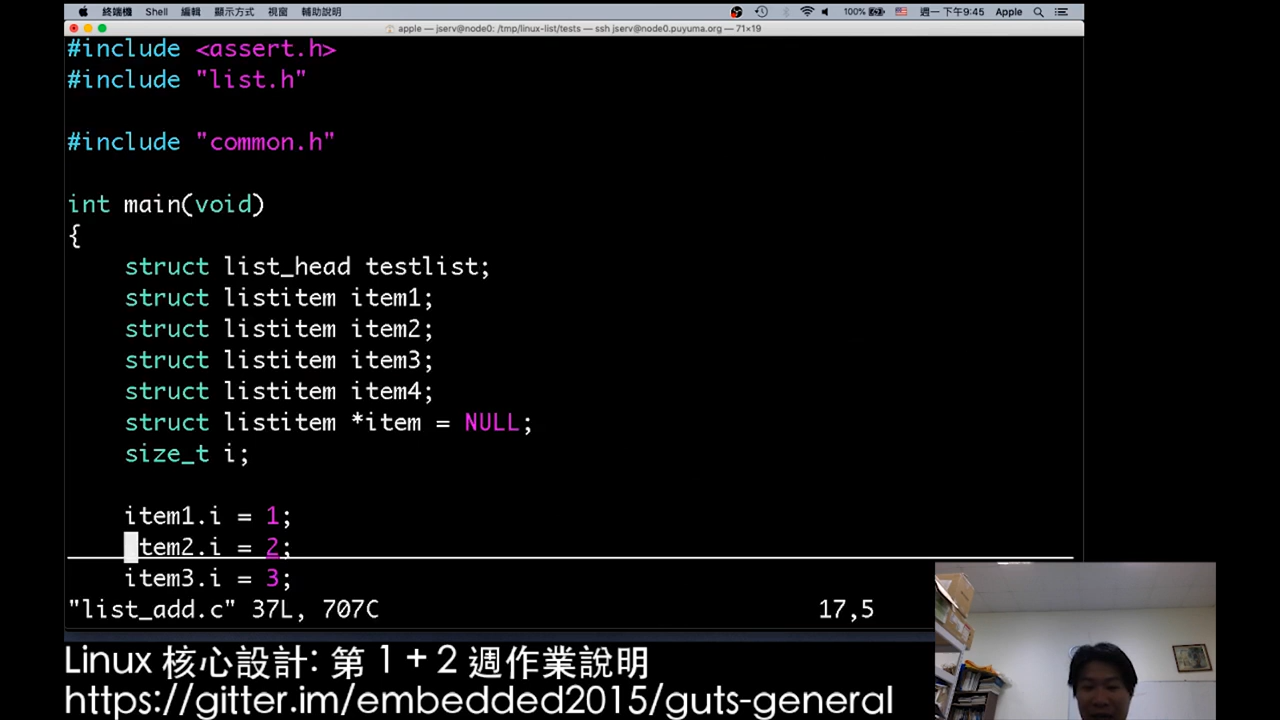 終端機 Shell 編輯 顯示方式 視窗 輔助說明 100% 週一 下午9:45 Apple
apple — jserv@node0: /tmp/linux-list/tests — ssh jserv@node0.puyuma.org — 71×19
#include <assert.h>
#include "list.h"
#include "common.h"
int main(void)
{
struct list_head testlist;
struct listitem item1;
struct listitem item2;
struct listitem item3;
struct listitem item4;
struct listitem *item = NULL;
size_t i;
item1.i = 1;
item2.i = 2;
item3.i = 3;
"list_add.c" 37L, 707C 17,5
Linux 核心設計: 第 1 + 2 週作業說明
https://gitter.im/embedded2015/guts-general